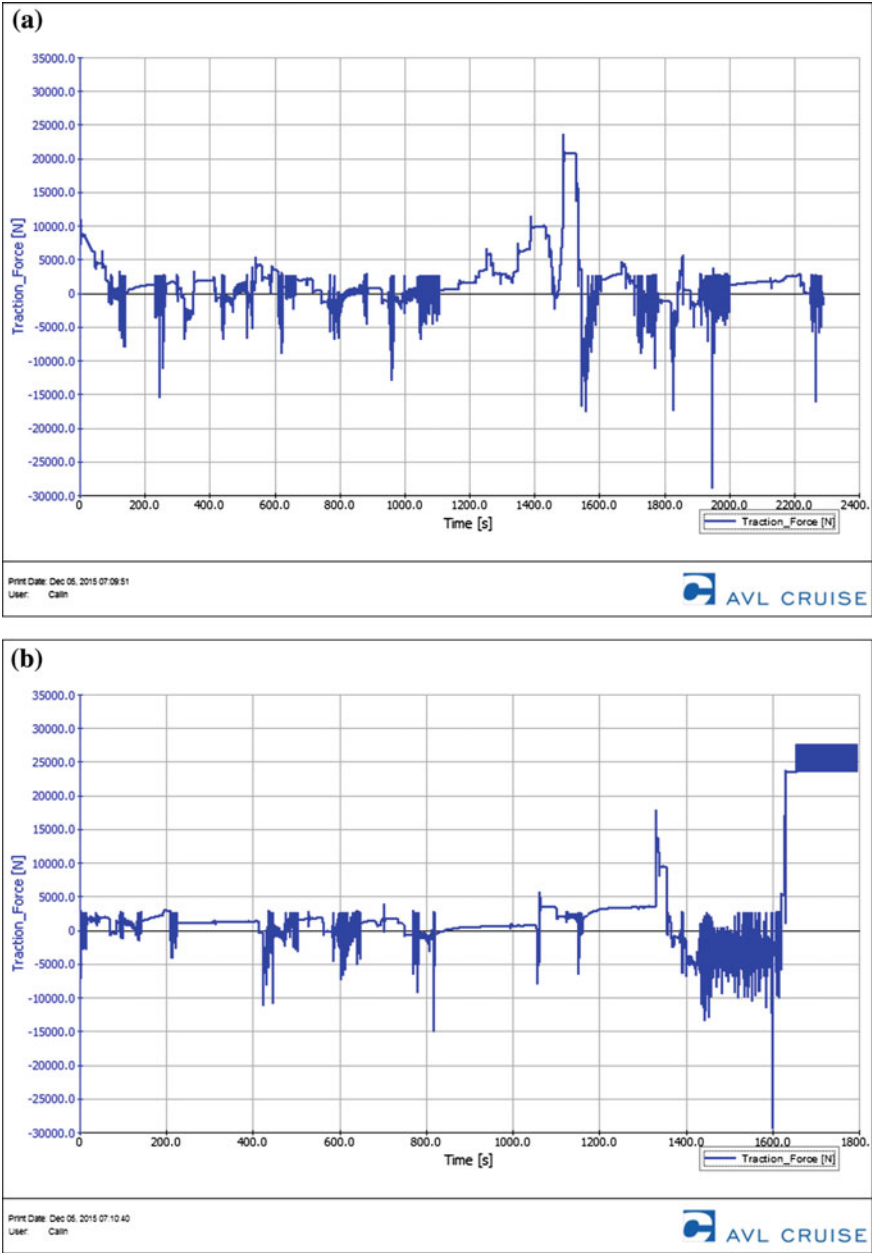 (a)
35000.0
30000.0
25000.0
20000.0
15000.0
10000.0
5000.0
0
-5000.0
-10000.0
-15000.0
-20000.0
-25000.0
-30000.0
Traction_Force [N]
0 200.0 400.0 600.0 800.0 1000.0 1200.0 1400.0 1600.0 1800.0 2000.0 2200.0 2400.
Time [s]
Traction_Force [N]
Print Date: Dec 05, 2015 07:09:51
User: Calin
AVL CRUISE
(b)
35000.0
30000.0
25000.0
20000.0
15000.0
10000.0
5000.0
0
-5000.0
-10000.0
-15000.0
-20000.0
-25000.0
-30000.0
Traction_Force [N]
0 200.0 400.0 600.0 800.0 1000.0 1200.0 1400.0 1600.0 1800.
Time [s]
Traction_Force [N]
Print Date: Dec 05, 2015 07:10:40
User: Calin
AVL CRUISE